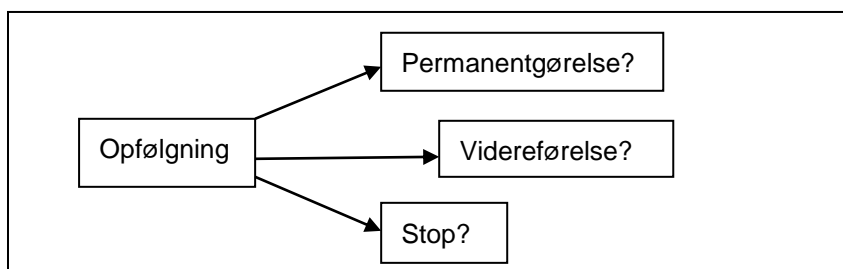 Permanentgørelse?
Opfølgning
Videreførelse?
Stop?